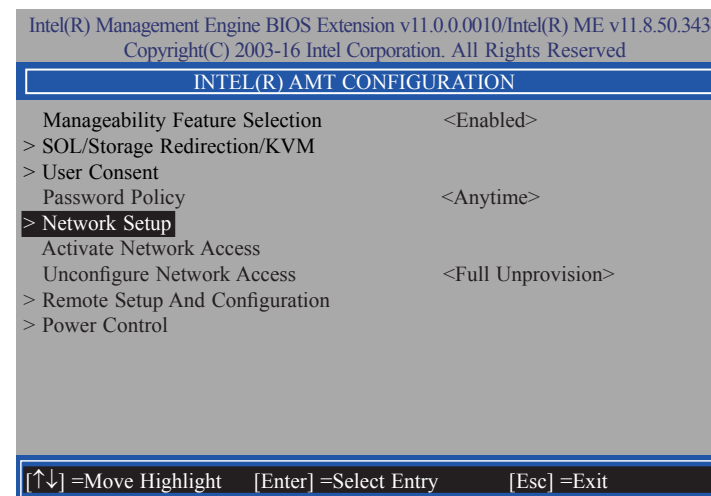 Intel(R) Management Engine BIOS Extension v11.0.0.0010/Intel(R) ME v11.8.50.343
Copyright(C) 2003-16 Intel Corporation. All Rights Reserved
INTEL(R) AMT CONFIGURATION
Manageability Feature Selection <Enabled>
> SOL/Storage Redirection/KVM
> User Consent
Password Policy <Anytime>
> Network Setup
Activate Network Access
Unconfigure Network Access <Full Unprovision>
> Remote Setup And Configuration
> Power Control
[↑↓] =Move Highlight [Enter] =Select Entry [Esc] =Exit